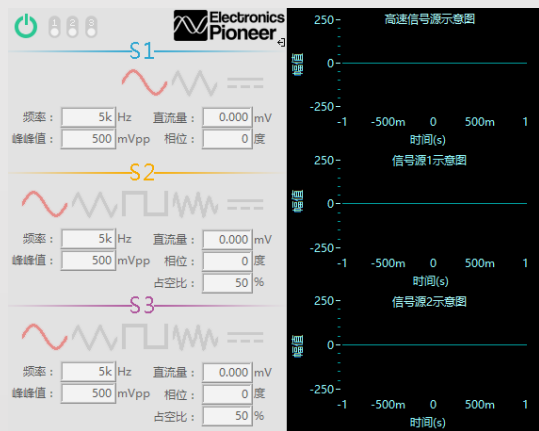 Electronics
Pioneer
1 2 3
S1
频率： 5k Hz 直流量： 0.000 mV
峰峰值： 500 mVpp 相位： 0 度
S2
频率： 5k Hz 直流量： 0.000 mV
峰峰值： 500 mVpp 相位： 0 度
占空比： 50 %
S3
频率： 5k Hz 直流量： 0.000 mV
峰峰值： 500 mVpp 相位： 0 度
占空比： 50 %
高速信号源示意图
250
0
-250
幅值
-1 -500m 0 500m 1
时间(s)
信号源1示意图
250
0
-250
幅值
-1 -500m 0 500m 1
时间(s)
信号源2示意图
250
0
-250
幅值
-1 -500m 0 500m 1
时间(s)